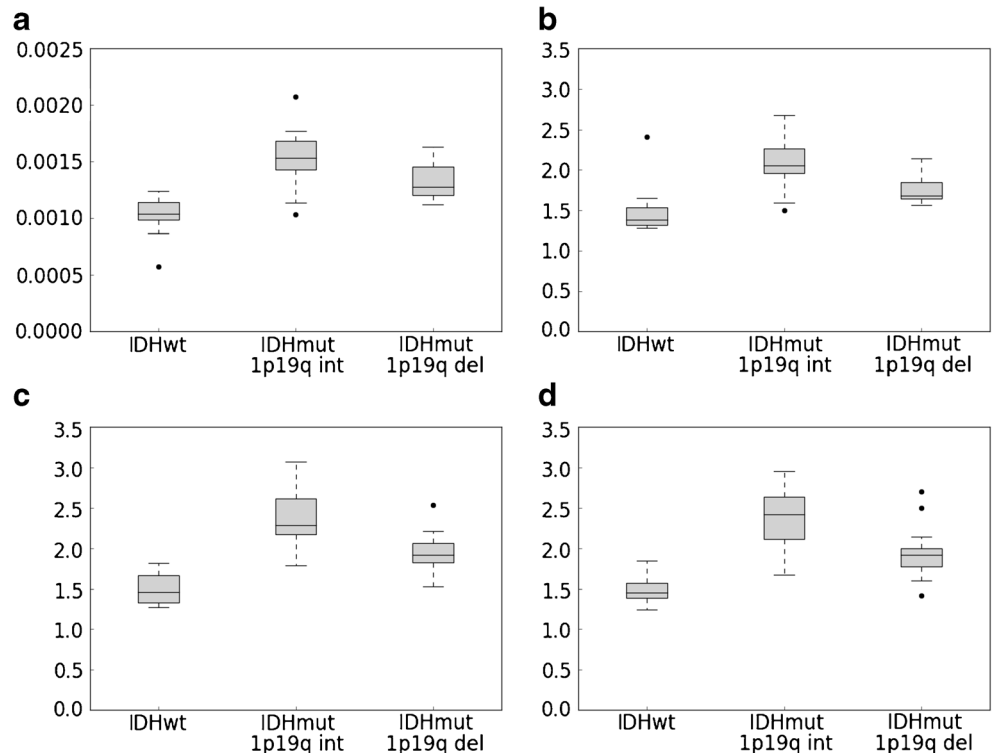 a
0.0025
0.0020
0.0015
0.0010
0.0005
0.0000
IDHwt
IDHmut
1p19q int
IDHmut
1p19q del
b
3.5
3.0
2.5
2.0
1.5
1.0
0.5
0.0
IDHwt
IDHmut
1p19q int
IDHmut
1p19q del
c
3.5
3.0
2.5
2.0
1.5
1.0
0.5
0.0
IDHwt
IDHmut
1p19q int
IDHmut
1p19q del
d
3.5
3.0
2.5
2.0
1.5
1.0
0.5
0.0
IDHwt
IDHmut
1p19q int
IDHmut
1p19q del